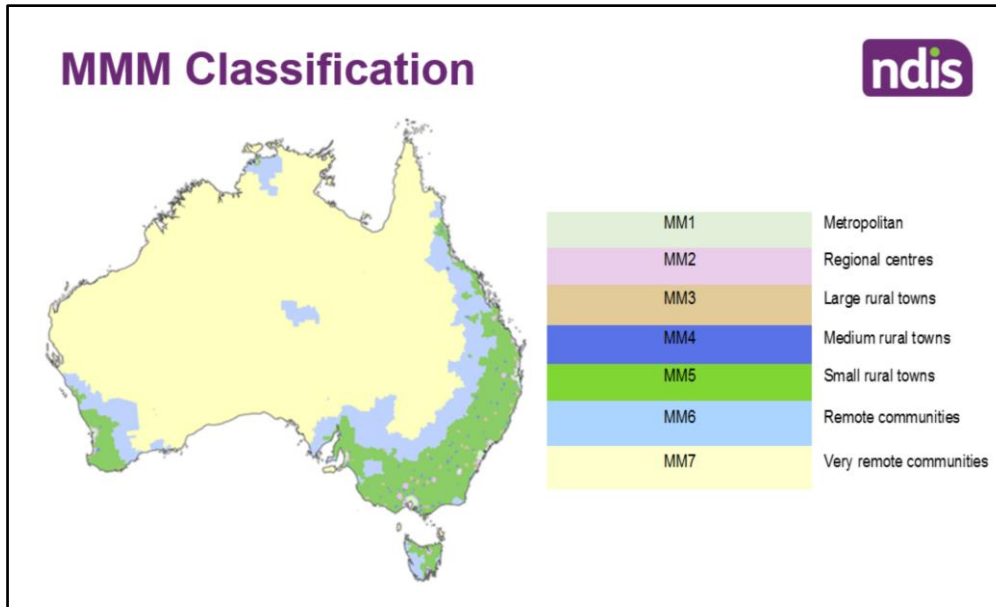 MMM Classification
ndis
MM1 Metropolitan
MM2 Regional centres
MM3 Large rural towns
MM4 Medium rural towns
MM5 Small rural towns
MM6 Remote communities
MM7 Very remote communities